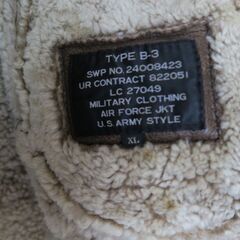 TYPE B-3
SWP NO. 24008423
UR CONTRACT 822051
LC 27049
MILITARY CLOTHING
AIR FORCE JKT
U.S ARMY STYLE
XL